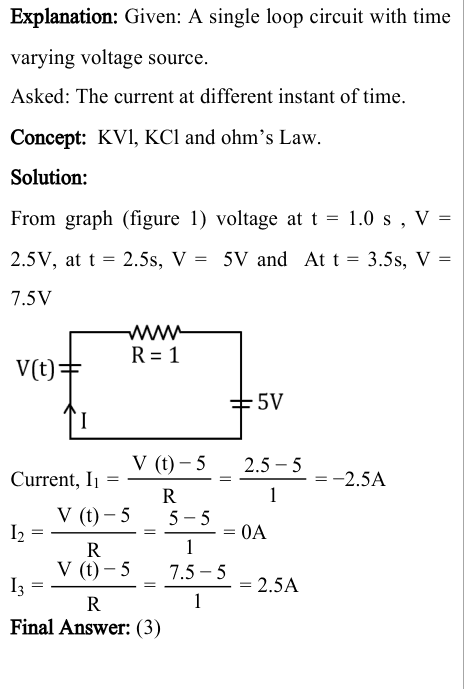 Explanation: Given: A single loop circuit with time
varying voltage source.
Asked: The current at different instant of time.
Concept: KVl, KCl and ohm's Law.
Solution:
From graph (figure 1) voltage at t = 1.0 s , V =
2.5V, at t = 2.5s, V = 5V and At t = 3.5s, V =
7.5V
R = 1
V(t)
5V
I
Current, I₁ = V (t) – 5 / R = 2.5 – 5 / 1 = –2.5A
I₂ = V (t) – 5 / R = 5 – 5 / 1 = 0A
I₃ = V (t) – 5 / R = 7.5 – 5 / 1 = 2.5A
Final Answer: (3)